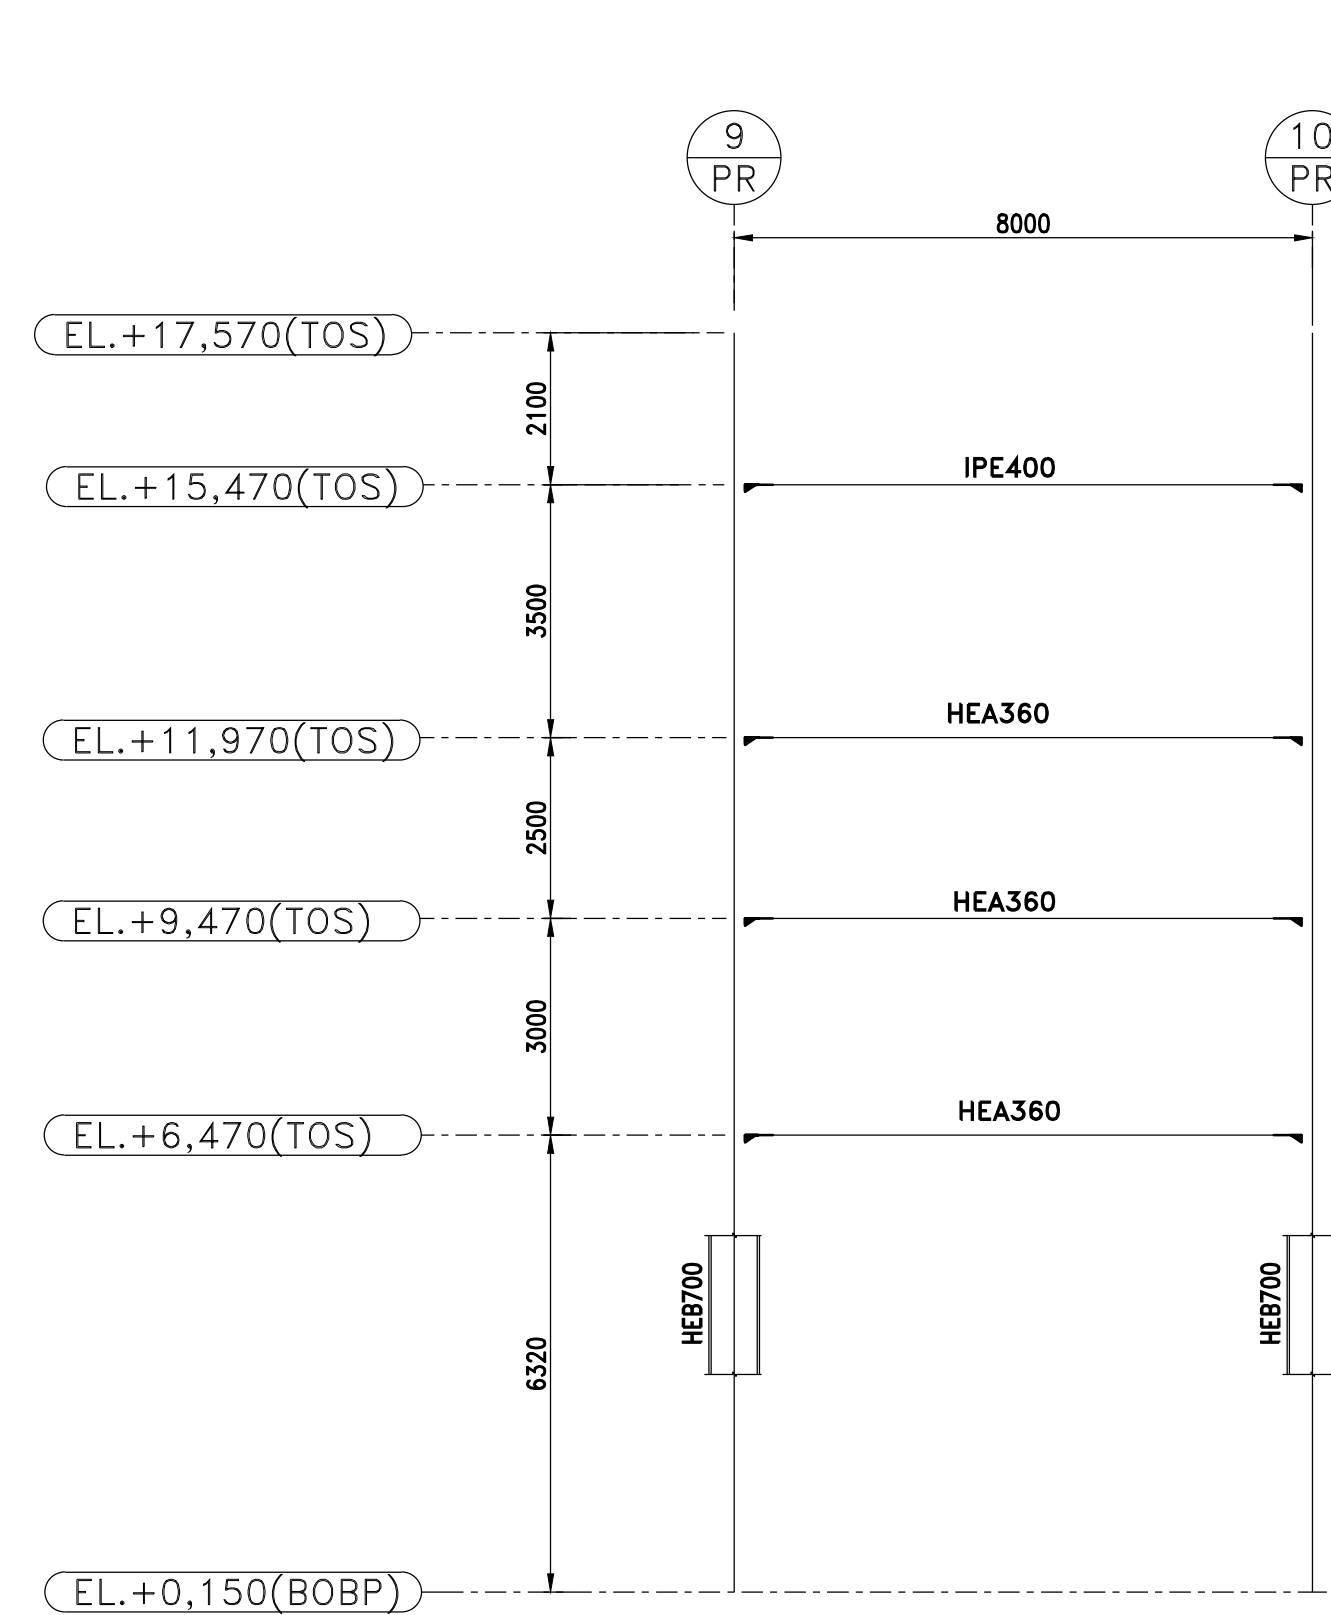 9
PR
10
PR
8000
EL.+17,570(TOS)
2100
EL.+15,470(TOS)
IPE400
3500
HEA360
EL.+11,970(TOS)
2500
HEA360
EL.+9,470(TOS)
3000
HEA360
EL.+6,470(TOS)
HEB700
HEB700
6320
EL.+0,150(BOBP)